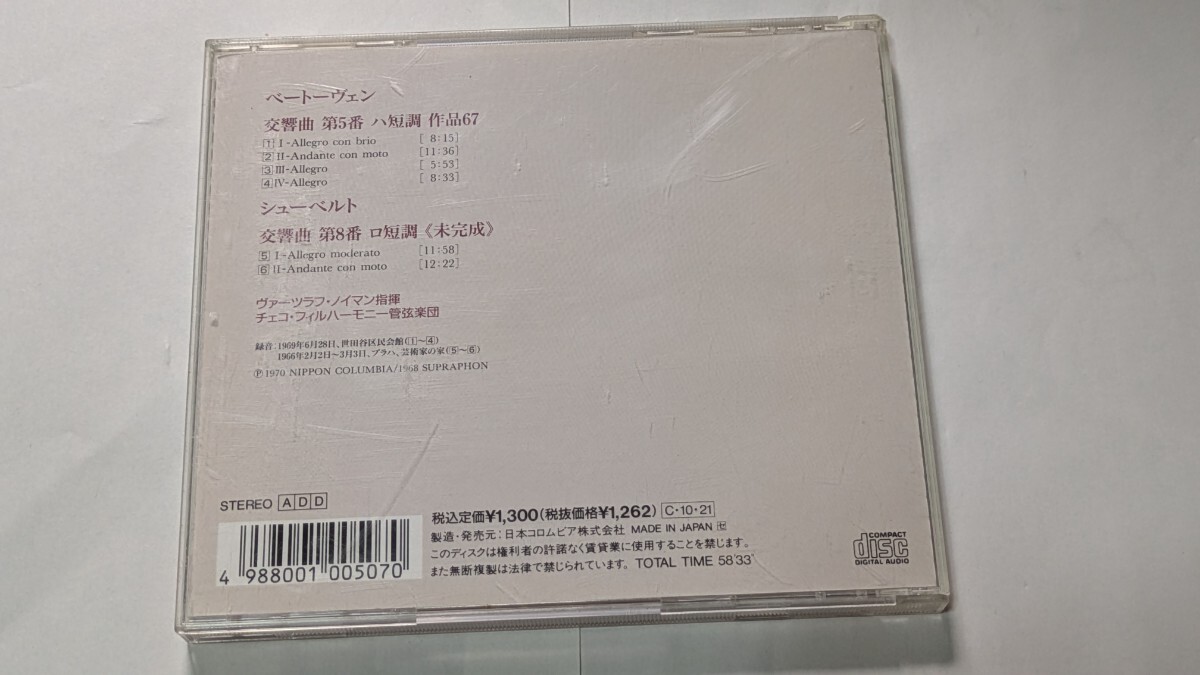 ベートーヴェン
交響曲 第5番 ハ短調 作品67
1 I-Allegro con brio [ 8:15]
2 II-Andante con moto [11:36]
3 III-Allegro [ 5:53]
4 IV-Allegro [ 8:33]
シューベルト
交響曲 第8番 ロ短調《未完成》
5 I-Allegro moderato [11:58]
6 II-Andante con moto [12:22]
ヴァーツラフ・ノイマン指揮
チェコ・フィルハーモニー管弦楽団
録音:1969年6月28日、世田谷区民会館(1〜4)
1966年2月2日〜3月3日、プラハ、芸術家の家(5〜6)
Ⓟ1970 NIPPON COLUMBIA/1968 SUPRAPHON
STEREO ADD
税込定価¥1,300(税抜価格¥1,262) C・10・21
製造・発売元:日本コロムビア株式会社 MADE IN JAPAN セ
このディスクは権利者の許諾なく賃貸業に使用することを禁じます。
また無断複製は法律で禁じられています。 TOTAL TIME 58'33"
4 988001 005070
COMPACT
disc
DIGITAL AUDIO